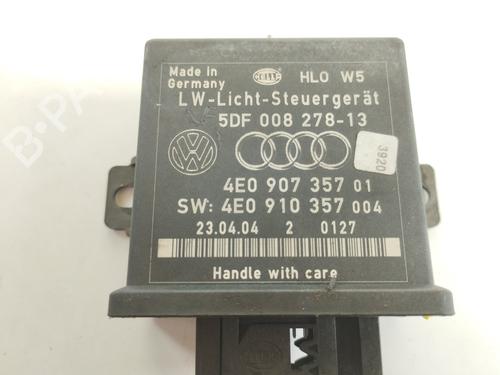 Made in
Germany
HELLA
HLO W5
LW-Licht-Steuergerät
5DF 008 278-13
3920
4E0 907 357 01
SW: 4E0 910 357 004
23.04.04 2 0127
Handle with care
B-PARTS